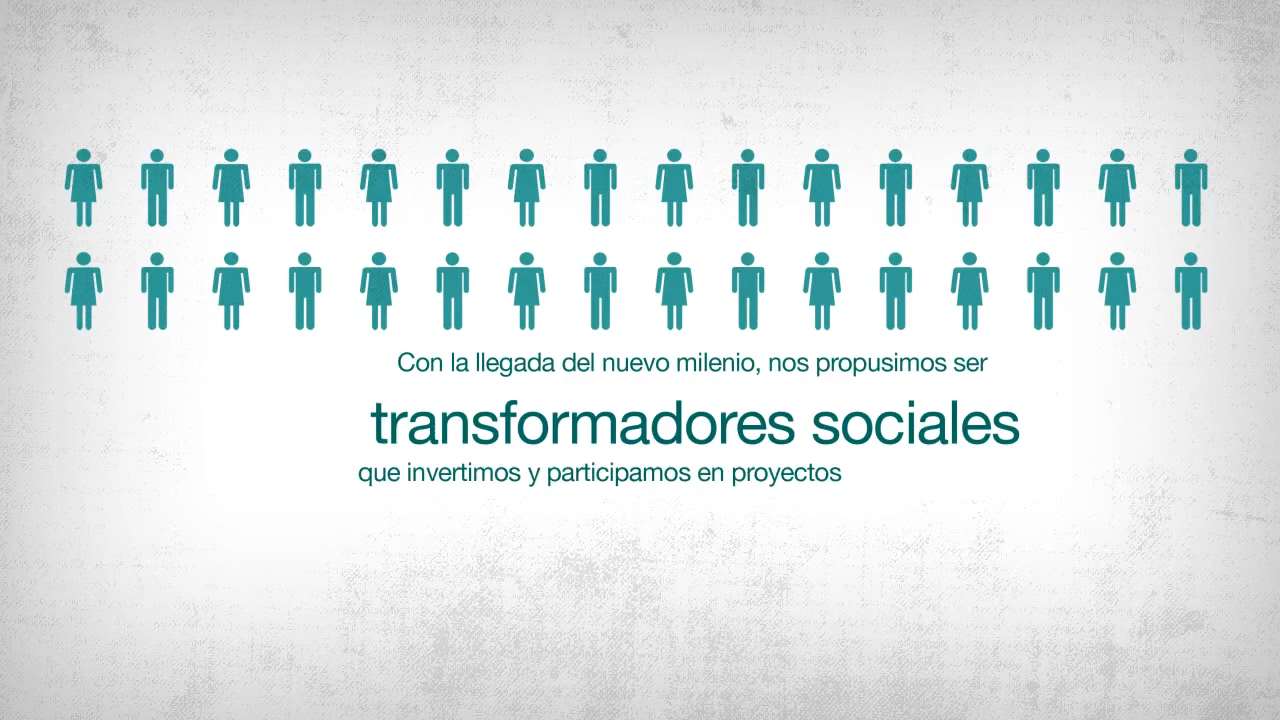 Con la llegada del nuevo milenio, nos propusimos ser
transformadores sociales
que invertimos y participamos en proyectos